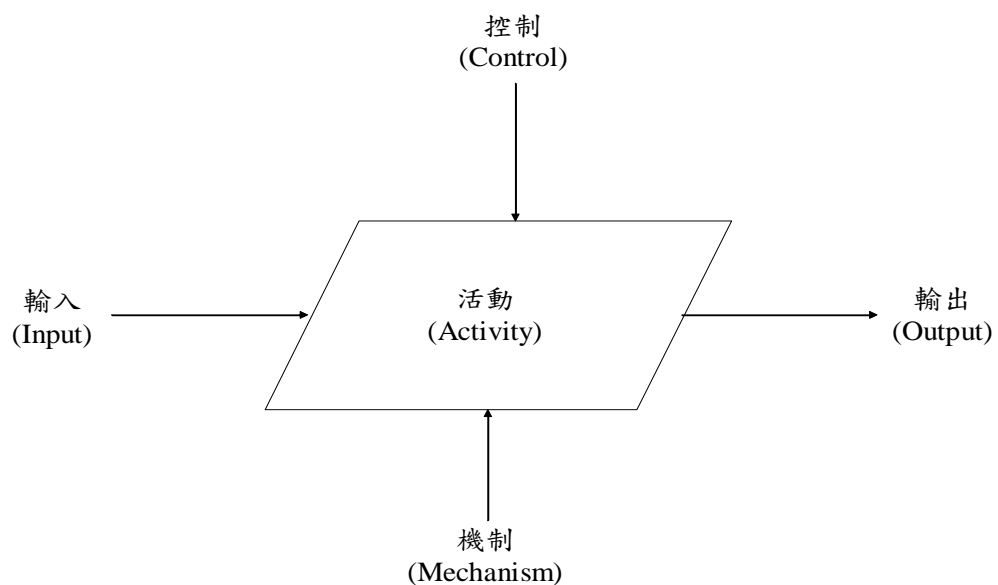 控制
(Control)
輸入
(Input)
活動
(Activity)
輸出
(Output)
機制
(Mechanism)